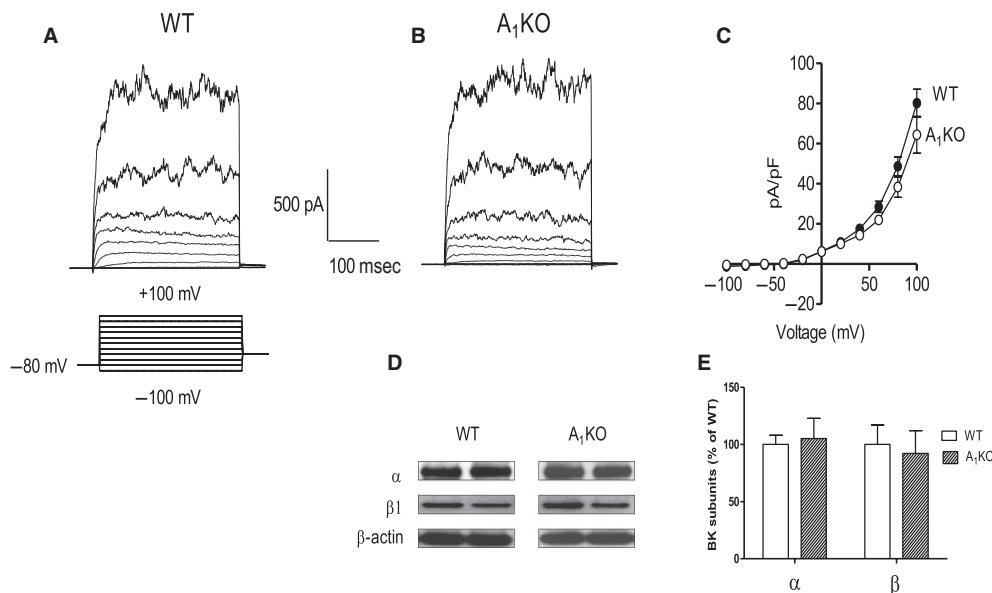 A
WT
B
A₁KO
C
500 pA
100 msec
+100 mV
–80 mV
–100 mV
100
80
60
40
20
–20
–100
–50
50
100
pA/pF
Voltage (mV)
WT
A₁KO
D
WT
A₁KO
α
β1
β-actin
E
150
100
50
0
BK subunits (% of WT)
α
β
WT
A₁KO